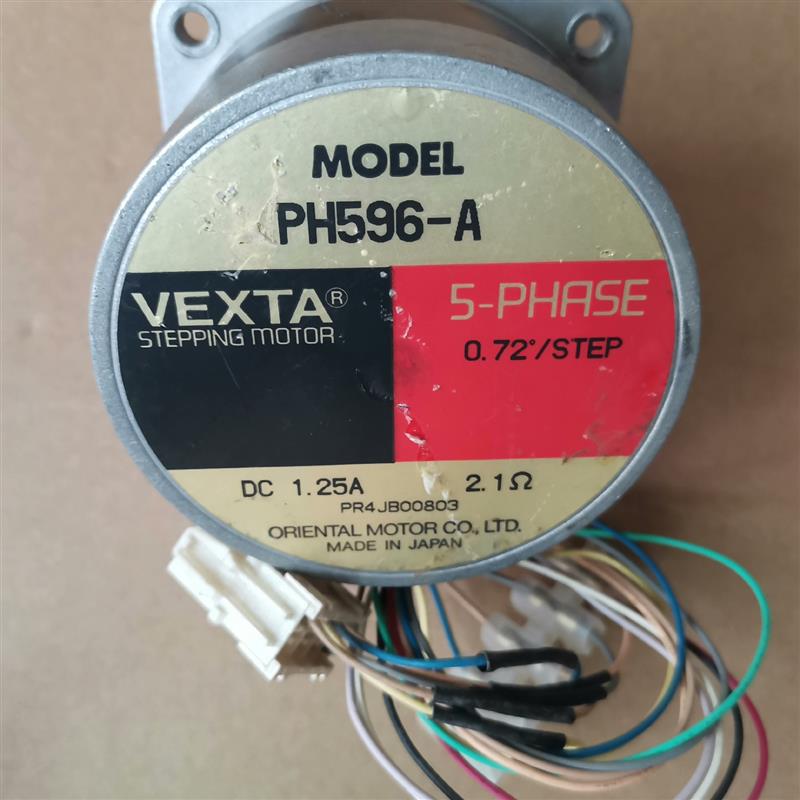 MODEL
PH596-A
VEXTA®
STEPPING MOTOR
5-PHASE
0.72°/STEP
DC 1.25A 2.1Ω
PR4JB00803
ORIENTAL MOTOR CO., LTD.
MADE IN JAPAN